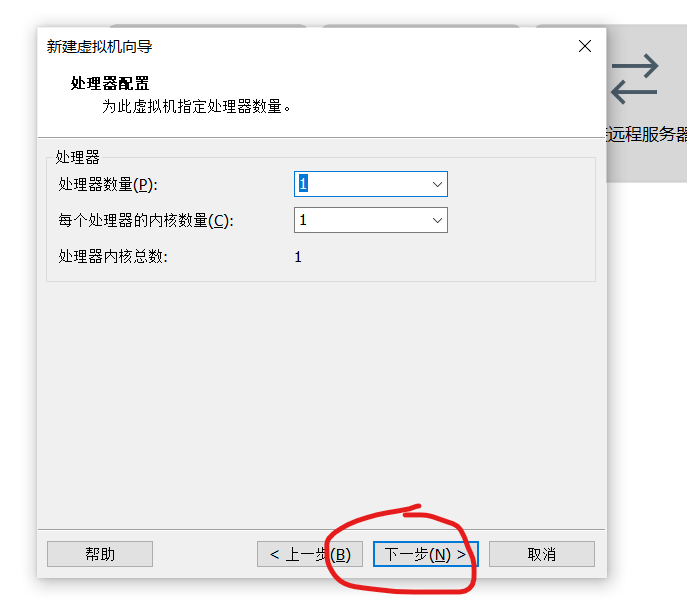 新建虚拟机向导
处理器配置
为此虚拟机指定处理器数量。
远程服务器
处理器
处理器数量(P):
1
每个处理器的内核数量(C):
1
处理器内核总数:
1
帮助
< 上一步(B)
下一步(N) >
取消